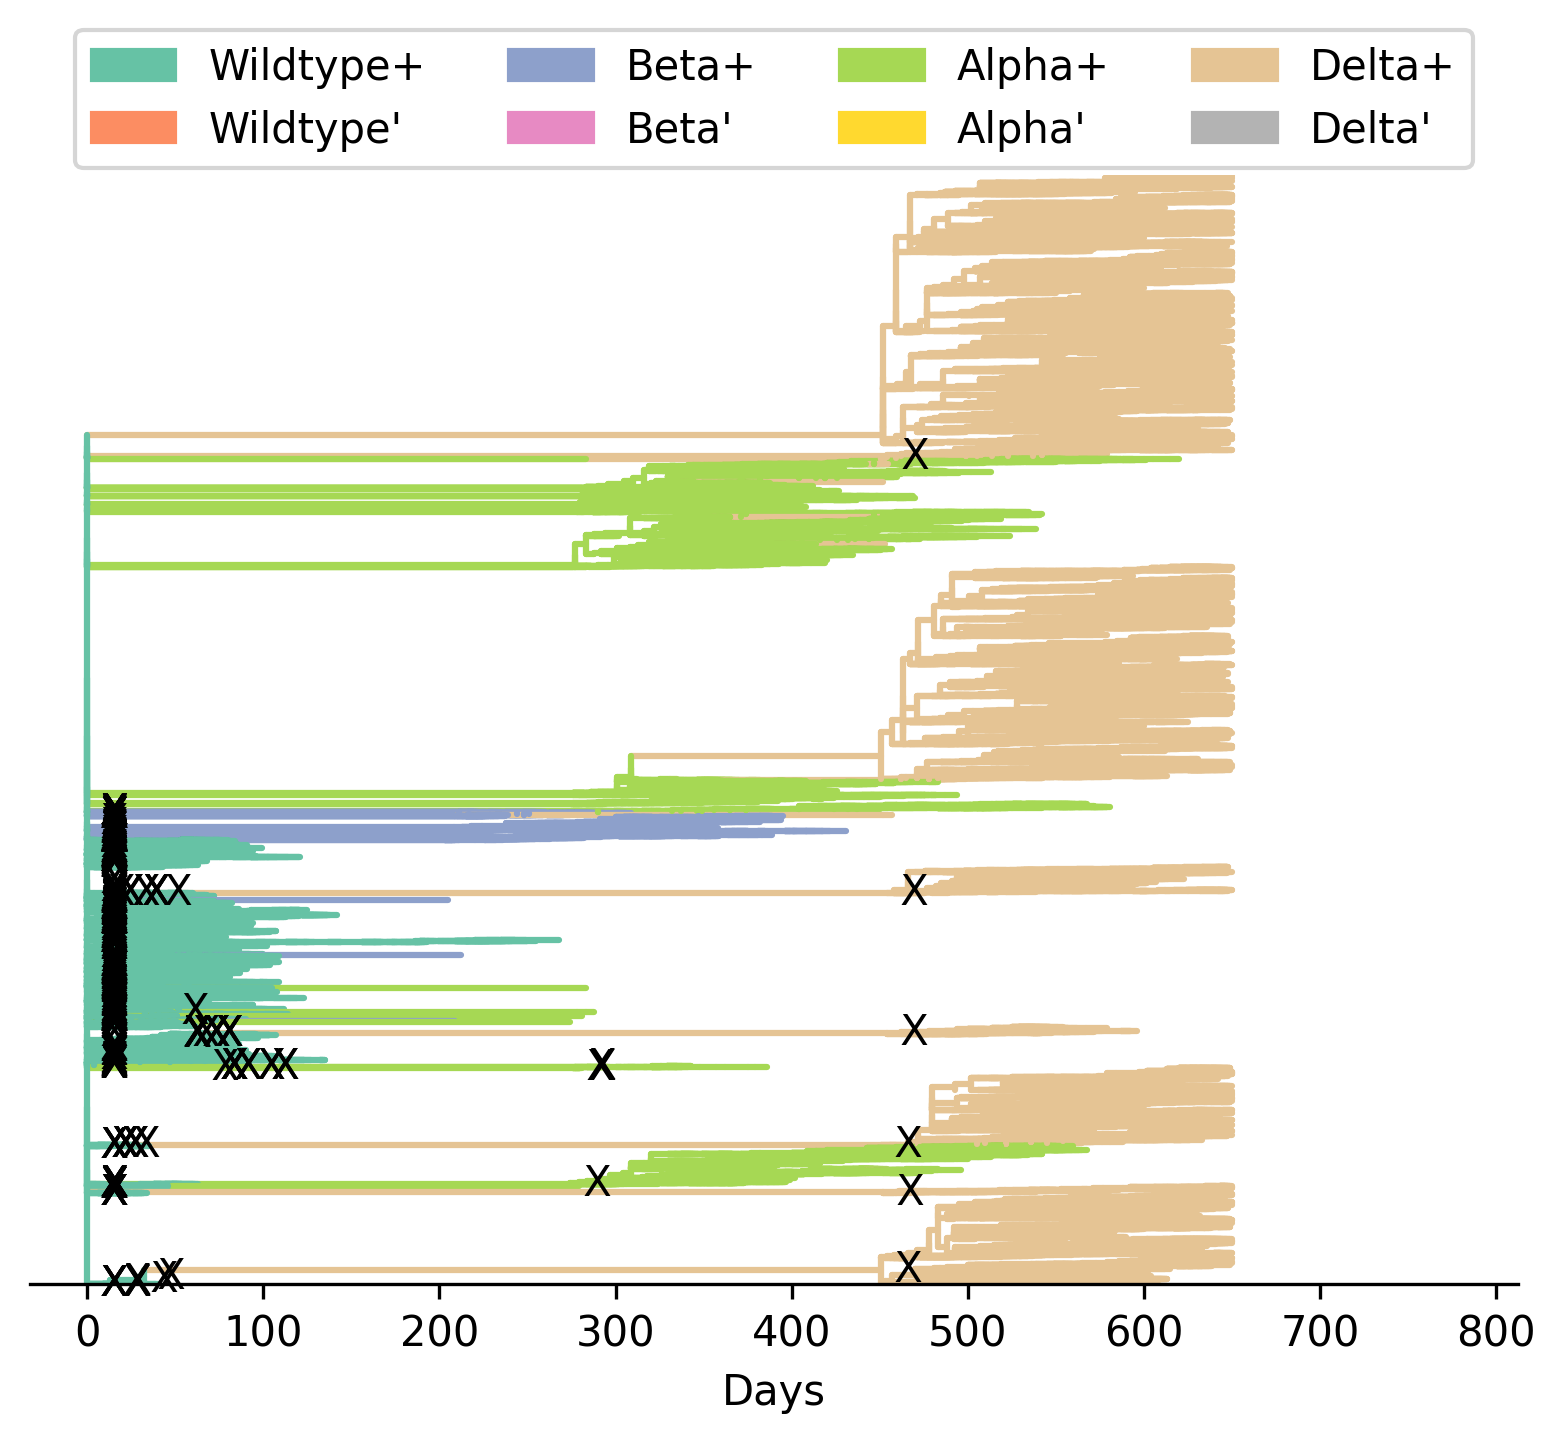 Wildtype+ Beta+ Alpha+ Delta+
Wildtype' Beta' Alpha' Delta'
X
X X X X X X
X
X X X X X X
X X X X X X
X X X X X X
X X X
X X X X X
0 100 200 300 400 500 600 700 800
Days